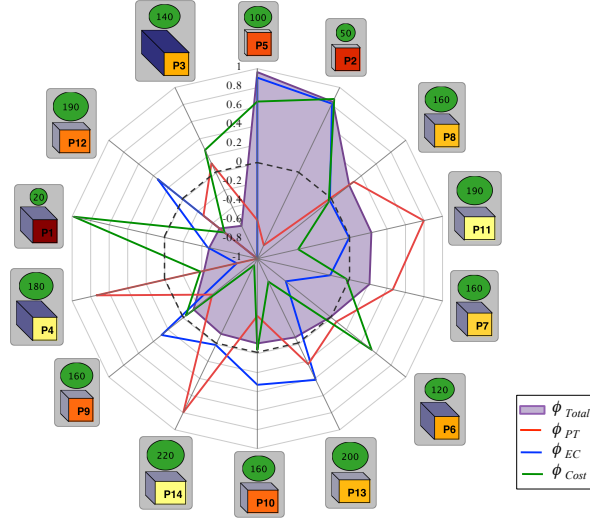 140
P3
100
P5
50
P2
160
P8
190
P12
190
P11
20
P1
160
P7
180
P4
120
P6
160
P9
200
P13
220
P14
160
P10
1
0.8
0.6
0.4
0.2
0
-0.2
-0.4
-0.6
-0.8
-1
ϕ Total
ϕ PT
ϕ EC
ϕ Cost